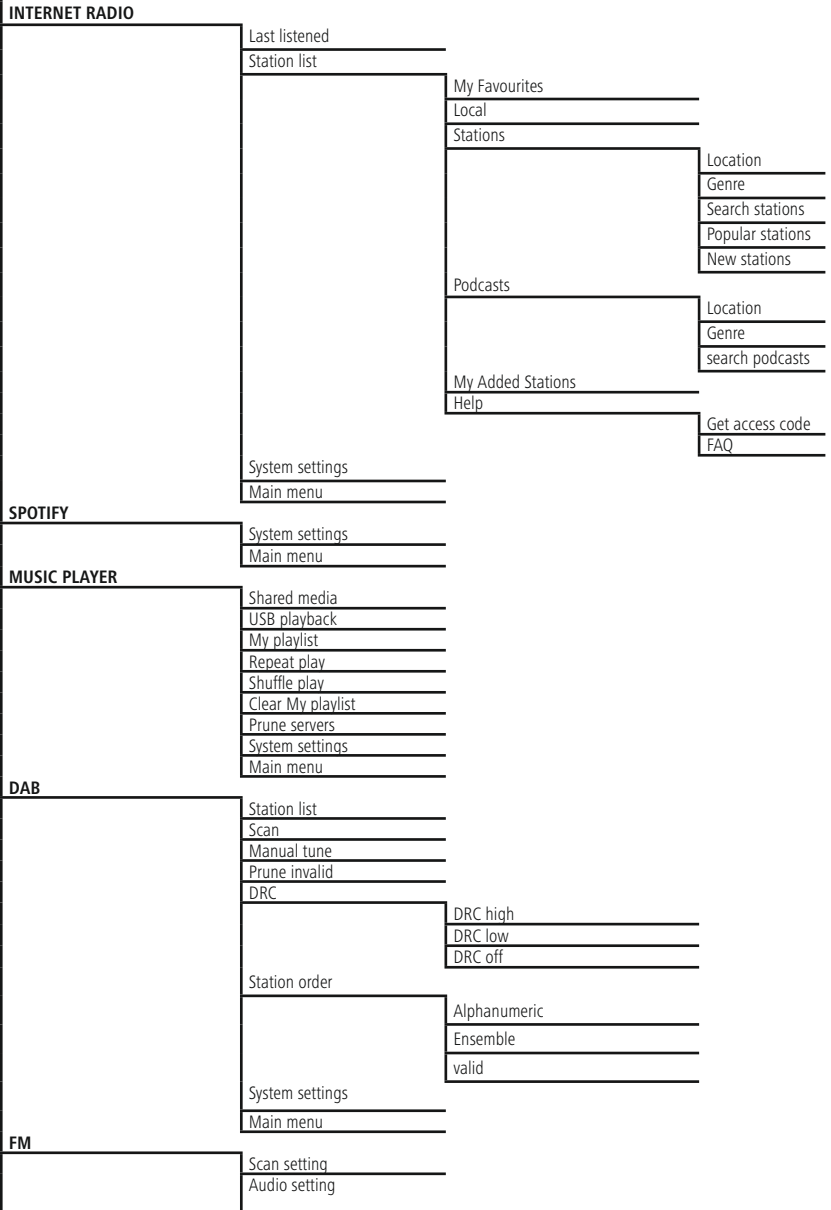 INTERNET RADIO
Last listened
Station list
My Favourites
Local
Stations
Location
Genre
Search stations
Popular stations
New stations
Podcasts
Location
Genre
search podcasts
My Added Stations
Help
Get access code
FAQ
System settings
Main menu
SPOTIFY
System settings
Main menu
MUSIC PLAYER
Shared media
USB playback
My playlist
Repeat play
Shuffle play
Clear My playlist
Prune servers
System settings
Main menu
DAB
Station list
Scan
Manual tune
Prune invalid
DRC
DRC high
DRC low
DRC off
Station order
Alphanumeric
Ensemble
valid
System settings
Main menu
FM
Scan setting
Audio setting